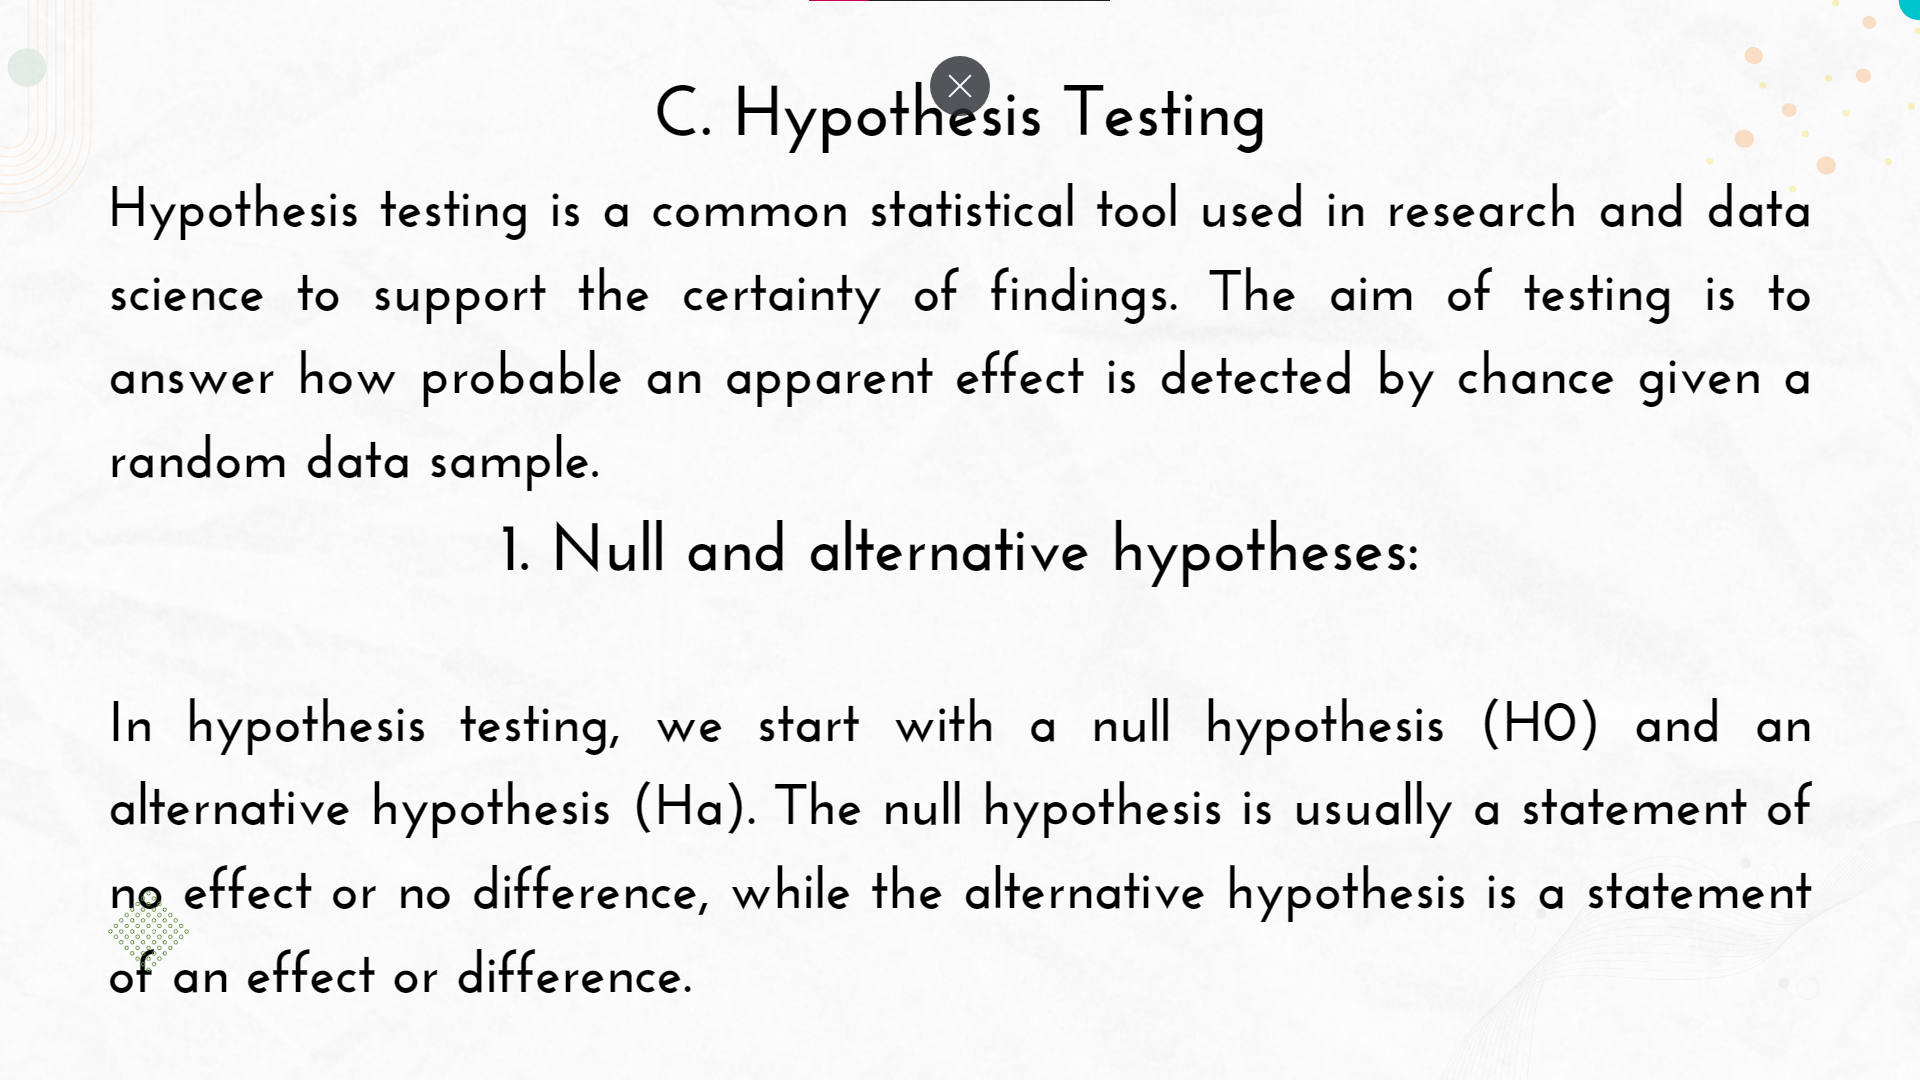 C. Hypothesis Testing
Hypothesis testing is a common statistical tool used in research and data
science to support the certainty of findings. The aim of testing is to
answer how probable an apparent effect is detected by chance given a
random data sample.
1. Null and alternative hypotheses:
In hypothesis testing, we start with a null hypothesis (H0) and an
alternative hypothesis (Ha). The null hypothesis is usually a statement of
no effect or no difference, while the alternative hypothesis is a statement
of an effect or difference.